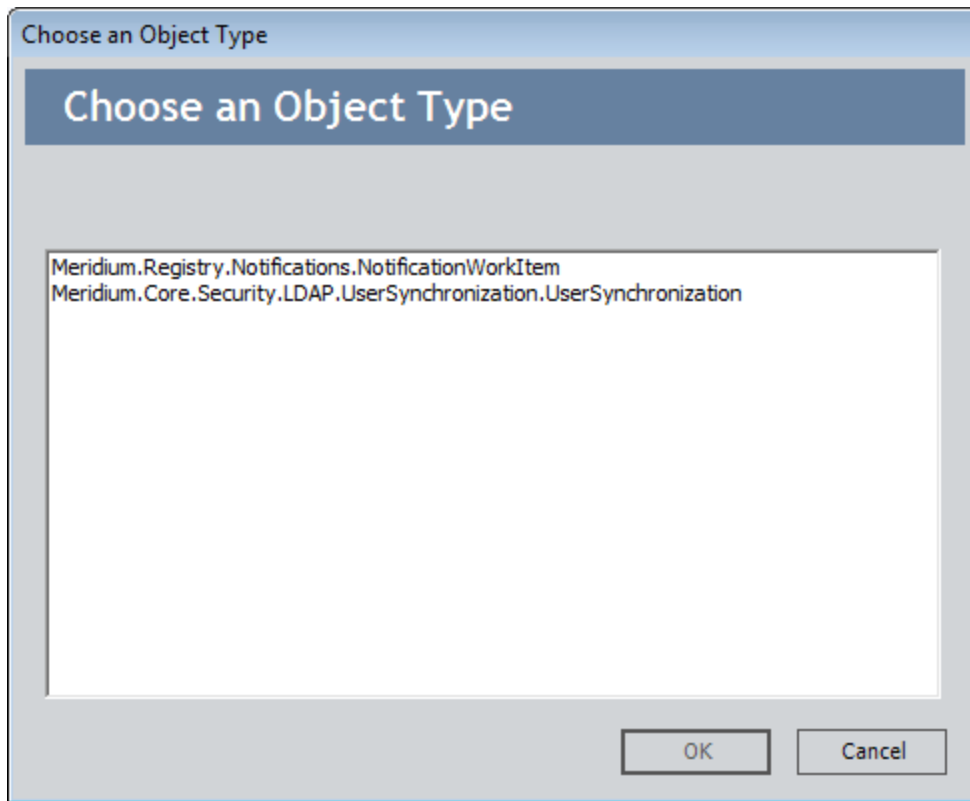 Choose an Object Type
Choose an Object Type
Meridium.Registry.Notifications.NotificationWorkItem
Meridium.Core.Security.LDAP.UserSynchronization.UserSynchronization
OK
Cancel